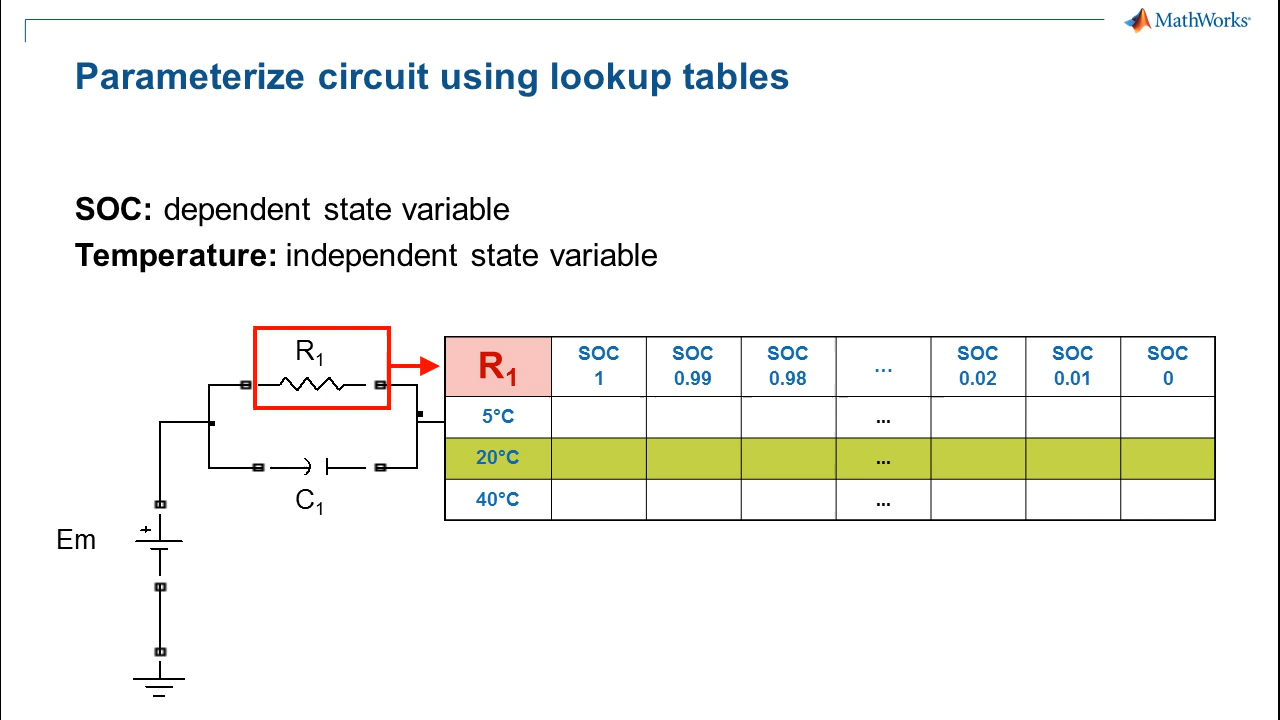 MathWorks®
Parameterize circuit using lookup tables
SOC: dependent state variable
Temperature: independent state variable
R1
C1
+
Em
R1 SOC 1 SOC 0.99 SOC 0.98 ... SOC 0.02 SOC 0.01 SOC 0
5°C ...
20°C ...
40°C ...